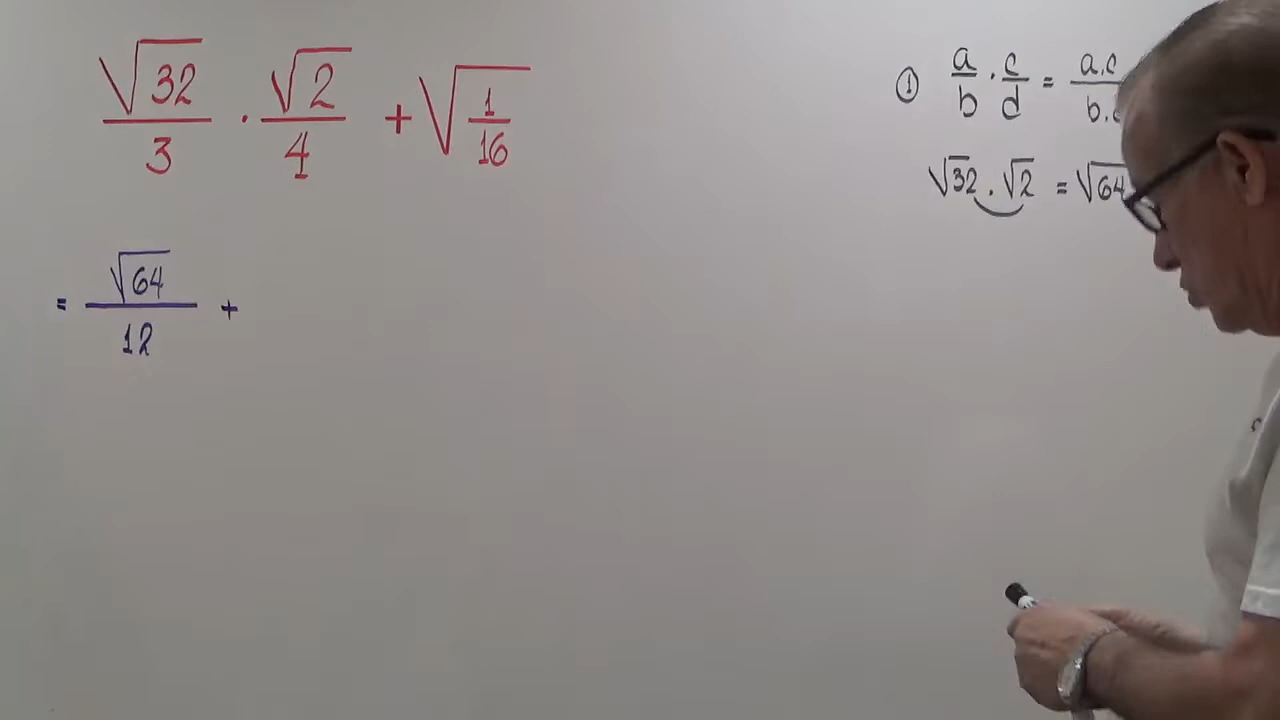 √32/3 · √2/4 + √(1/16)
① a/b · c/d = a.c/b.
√32 . √2 = √64
= √64/12 +